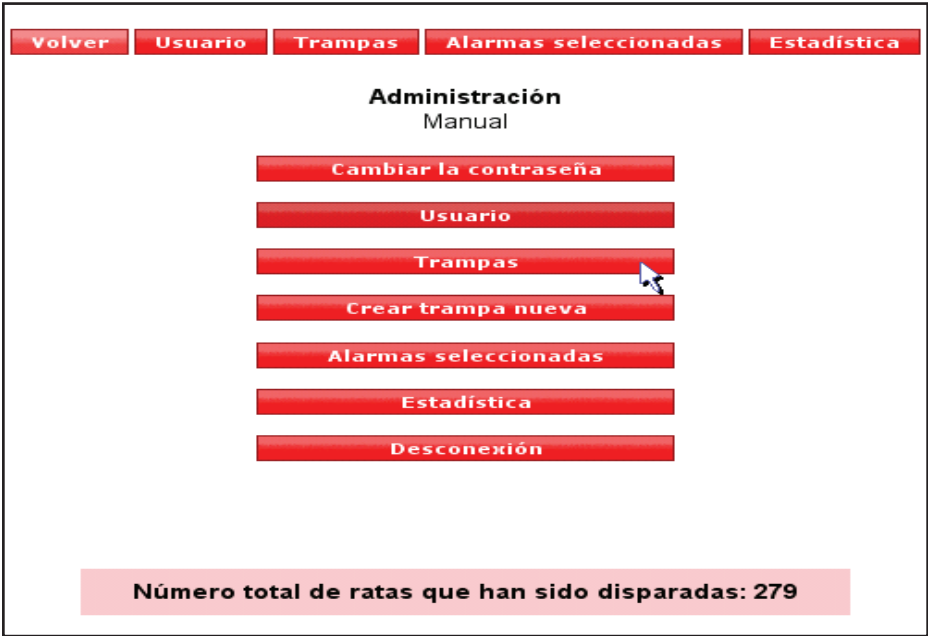 Volver Usuario Trampas Alarmas seleccionadas Estadística
Administración
Manual
Cambiar la contraseña
Usuario
Trampas
Crear trampa nueva
Alarmas seleccionadas
Estadística
Desconexión
Número total de ratas que han sido disparadas: 279